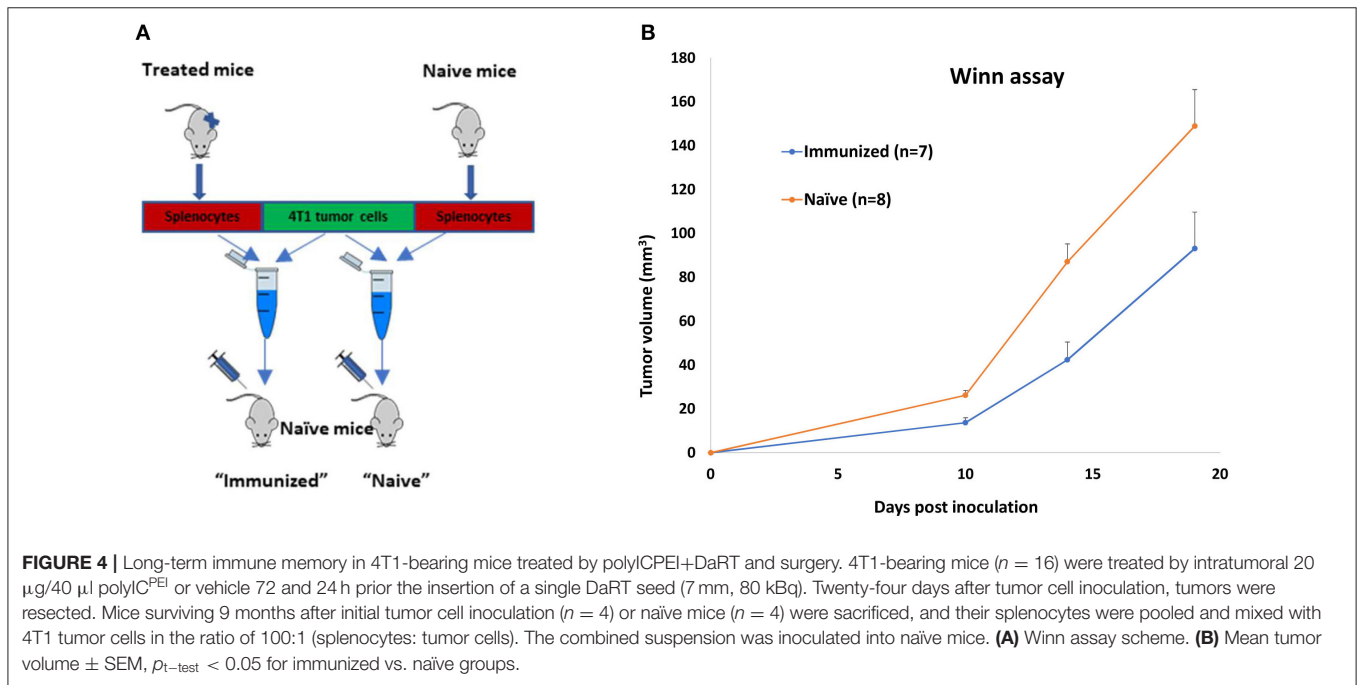 A
Treated mice
Naive mice
Splenocytes
4T1 tumor cells
Splenocytes
Naïve mice
“Immunized”
“Naive”
B
Winn assay
180
160
140
120
100
80
60
40
20
0
Tumor volume (mm³)
Immunized (n=7)
Naïve (n=8)
0
5
10
15
20
Days post inoculation
FIGURE 4 | Long-term immune memory in 4T1-bearing mice treated by polyICPEI+DaRT and surgery. 4T1-bearing mice (n = 16) were treated by intratumoral 20
μg/40 μl polyICᴾᴱᴵ or vehicle 72 and 24 h prior the insertion of a single DaRT seed (7 mm, 80 kBq). Twenty-four days after tumor cell inoculation, tumors were
resected. Mice surviving 9 months after initial tumor cell inoculation (n = 4) or naïve mice (n = 4) were sacrificed, and their splenocytes were pooled and mixed with
4T1 tumor cells in the ratio of 100:1 (splenocytes: tumor cells). The combined suspension was inoculated into naïve mice. (A) Winn assay scheme. (B) Mean tumor
volume ± SEM, pt−test < 0.05 for immunized vs. naïve groups.